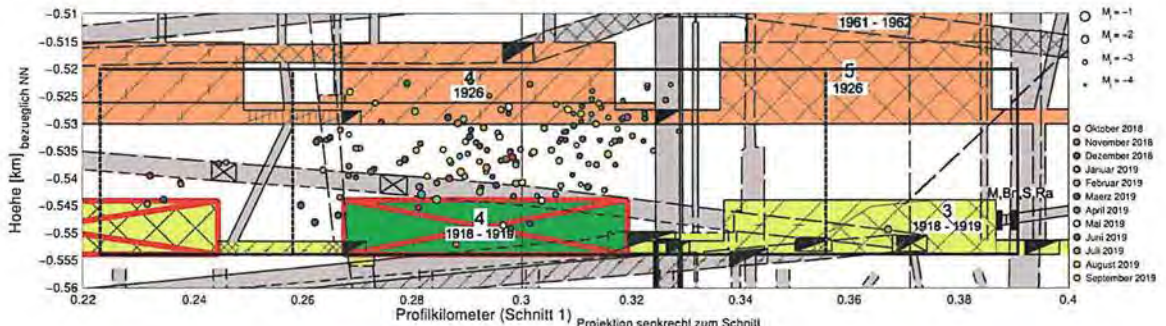 −0.51
−0.515
−0.52
−0.525
−0.53
−0.535
−0.54
−0.545
−0.55
−0.555
−0.56
Hoehe [km] bezueglich NN
1961 - 1962
4
1926
5
1926
4
1918 - 1919
3
1918 - 1919
M,Br,S,Ra
0.22 0.24 0.26 0.28 0.3 0.32 0.34 0.36 0.38 0.4
Profilkilometer (Schnitt 1)
Projektion senkrecht zum Schnitt
M = −1
M = −2
M = −3
M = −4
Oktober 2018
November 2018
Dezember 2018
Januar 2019
Februar 2019
Maerz 2019
April 2019
Mai 2019
Juni 2019
Juli 2019
August 2019
September 2019